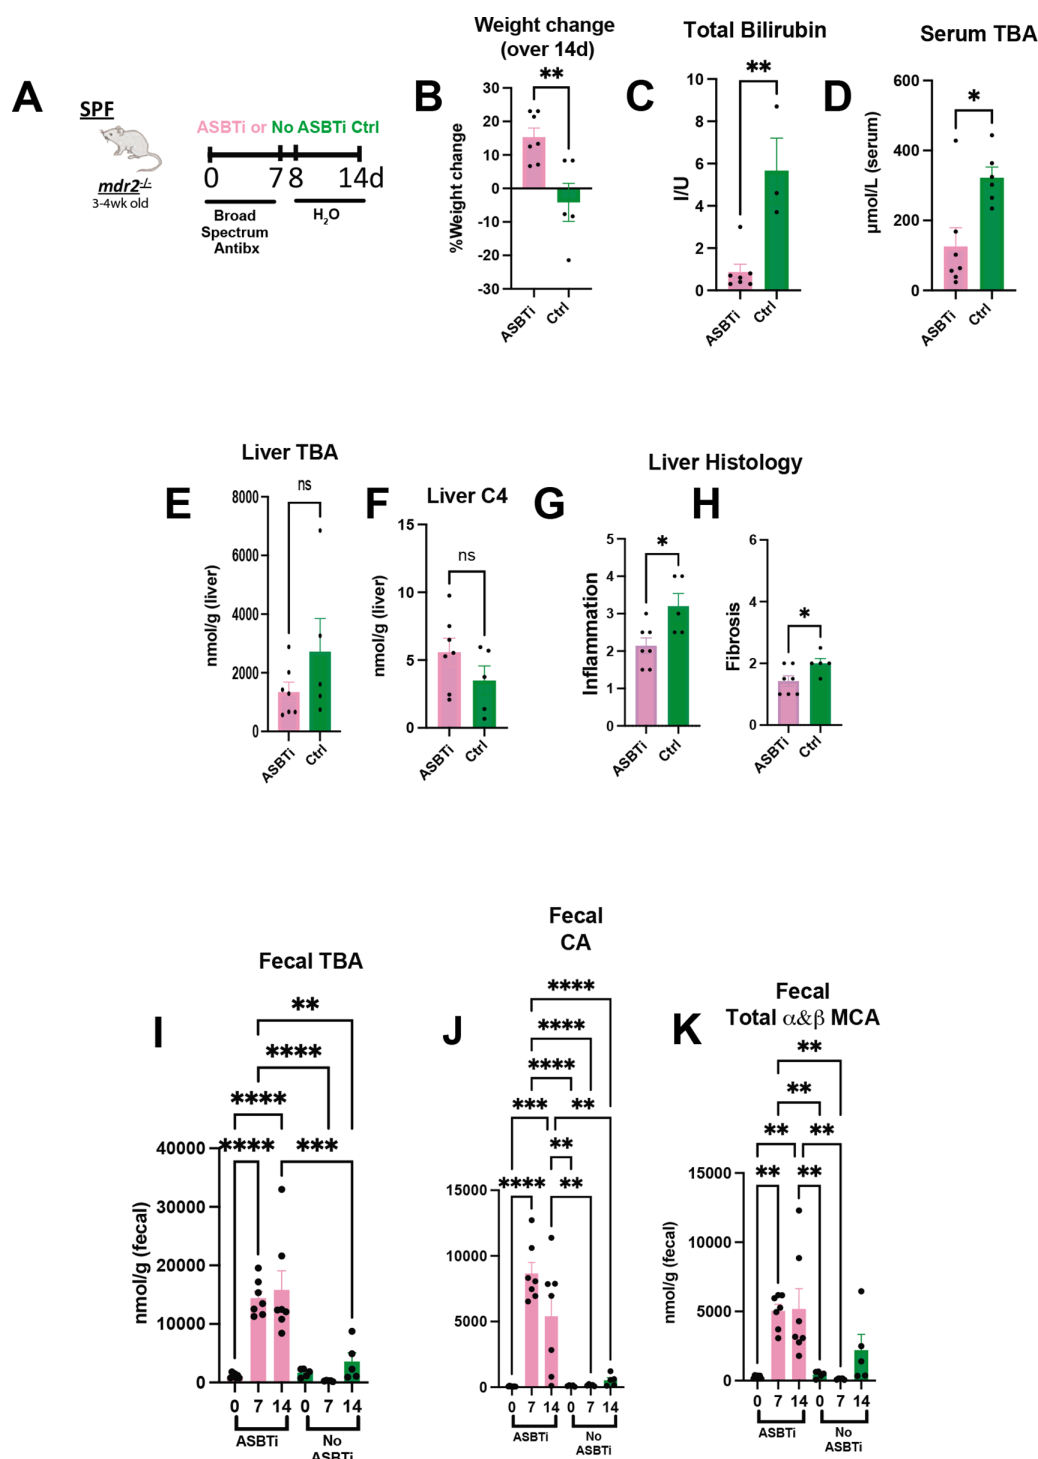 A
SPF
mdr2-/-
3-4wk old
ASBTi or No ASBTi Ctrl
0 7 8 14d
Broad
Spectrum
Antibx
H2O
B
Weight change
(over 14d)
**
%Weight change
30
20
10
0
-10
-20
-30
ASBTi
Ctrl
C
Total Bilirubin
**
I/U
10
8
6
4
2
0
ASBTi
Ctrl
D
Serum TBA
*
µmol/L (serum)
600
400
200
0
ASBTi
Ctrl
E
Liver TBA
ns
nmol/g (liver)
8000
6000
4000
2000
0
ASBTi
Ctrl
F
Liver C4
ns
nmol/g (liver)
15
10
5
0
ASBTi
Ctrl
Liver Histology
G
*
Inflammation
5
4
3
2
1
0
ASBTi
Ctrl
H
*
Fibrosis
6
4
2
0
ASBTi
Ctrl
I
Fecal TBA
**
****
****
**** ***
nmol/g (fecal)
40000
30000
20000
10000
0
0 7 14 0 7 14
ASBTi
No
ASBTi
J
Fecal
CA
****
****
****
*** **
**
**** **
15000
10000
5000
0
0 7 14 0 7 14
ASBTi
No
ASBTi
K
Fecal
Total α&β MCA
**
**
** **
** **
nmol/g (fecal)
15000
10000
5000
0
0 7 14 0 7 14
ASBTi
No
ASBTi